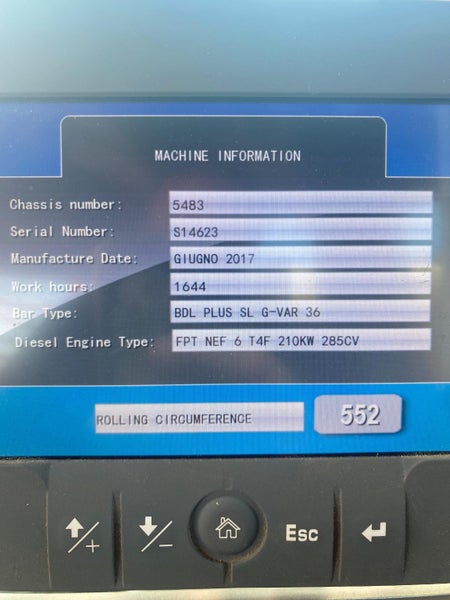 MACHINE INFORMATION
Chassis number: 5483
Serial Number: S14623
Manufacture Date: GIUGNO 2017
Work hours: 1644
Bar Type: BDL PLUS SL G-VAR 36
Diesel Engine Type: FPT NEF 6 T4F 210KW 285CV
ROLLING CIRCUMFERENCE 552
Esc